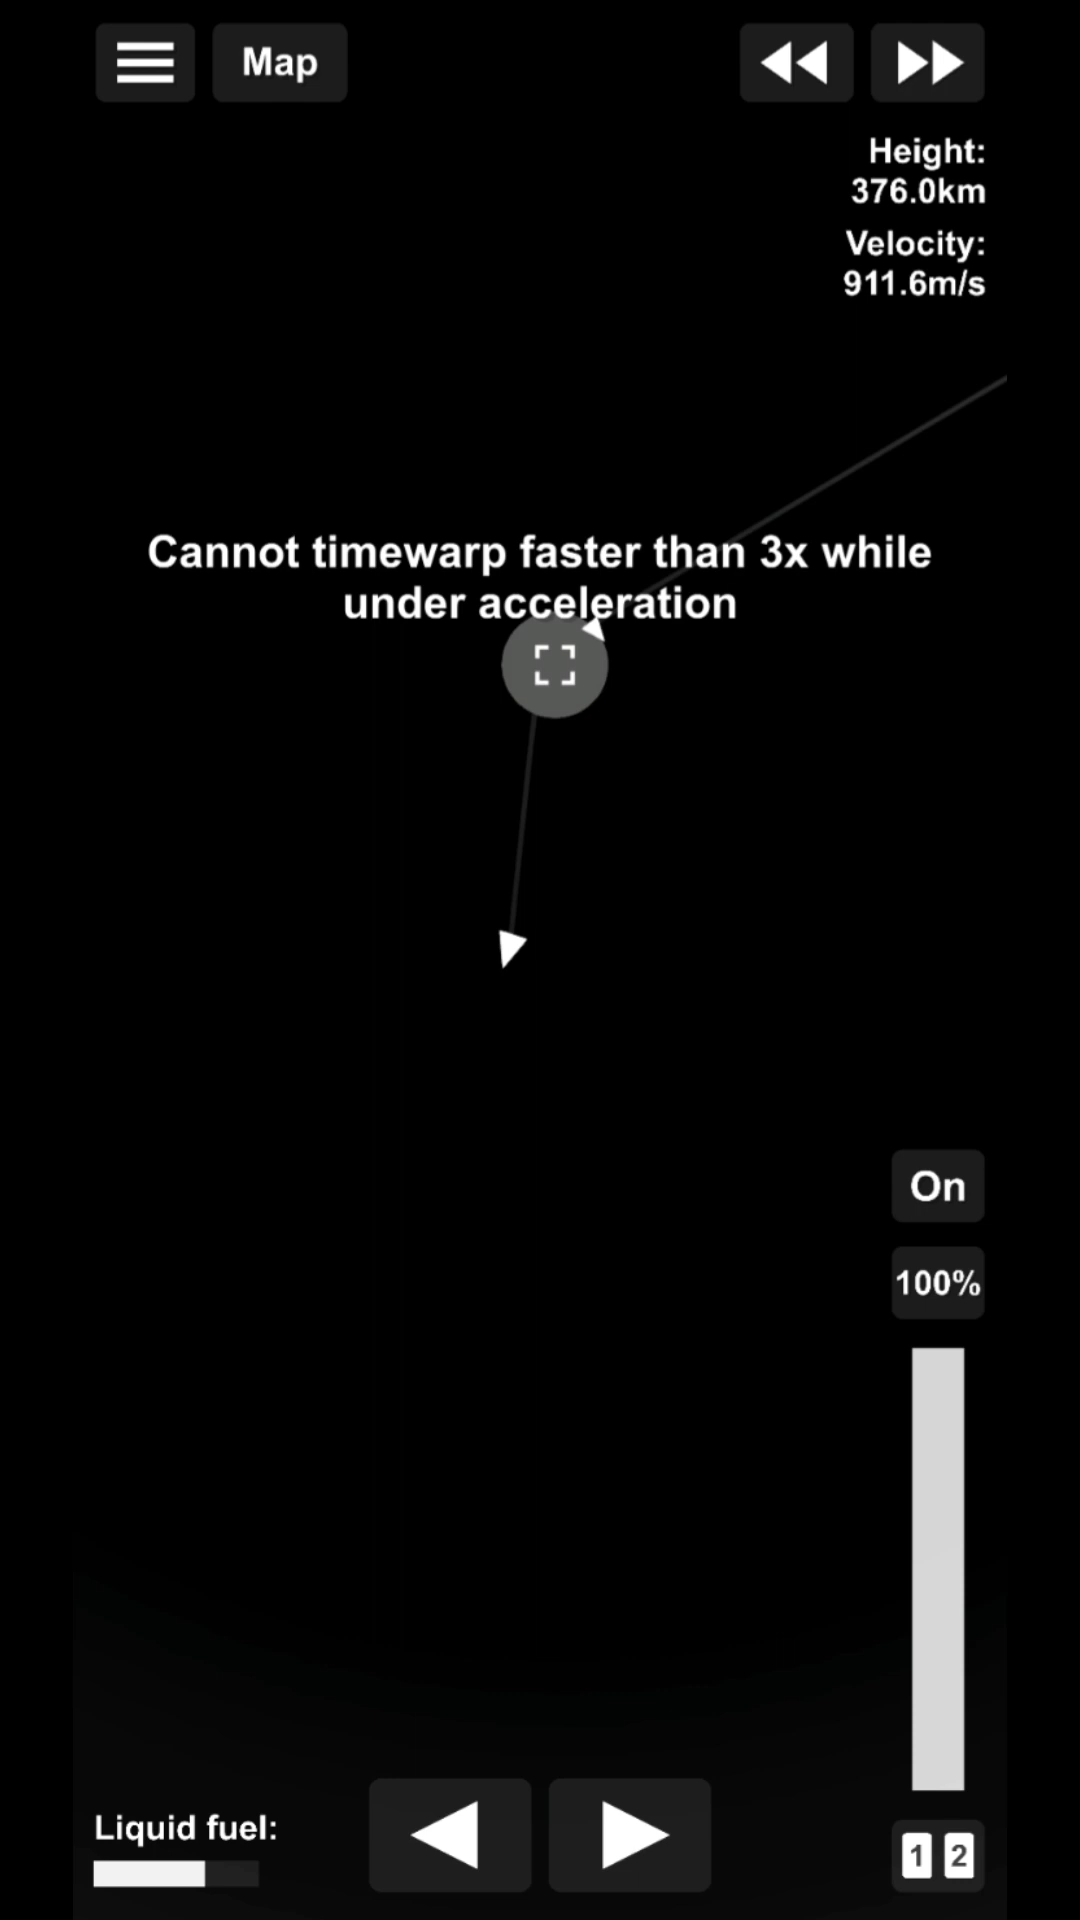 Map
Height:
376.0km
Velocity:
911.6m/s
Cannot timewarp faster than 3x while
under acceleration
On
100%
Liquid fuel:
1 2